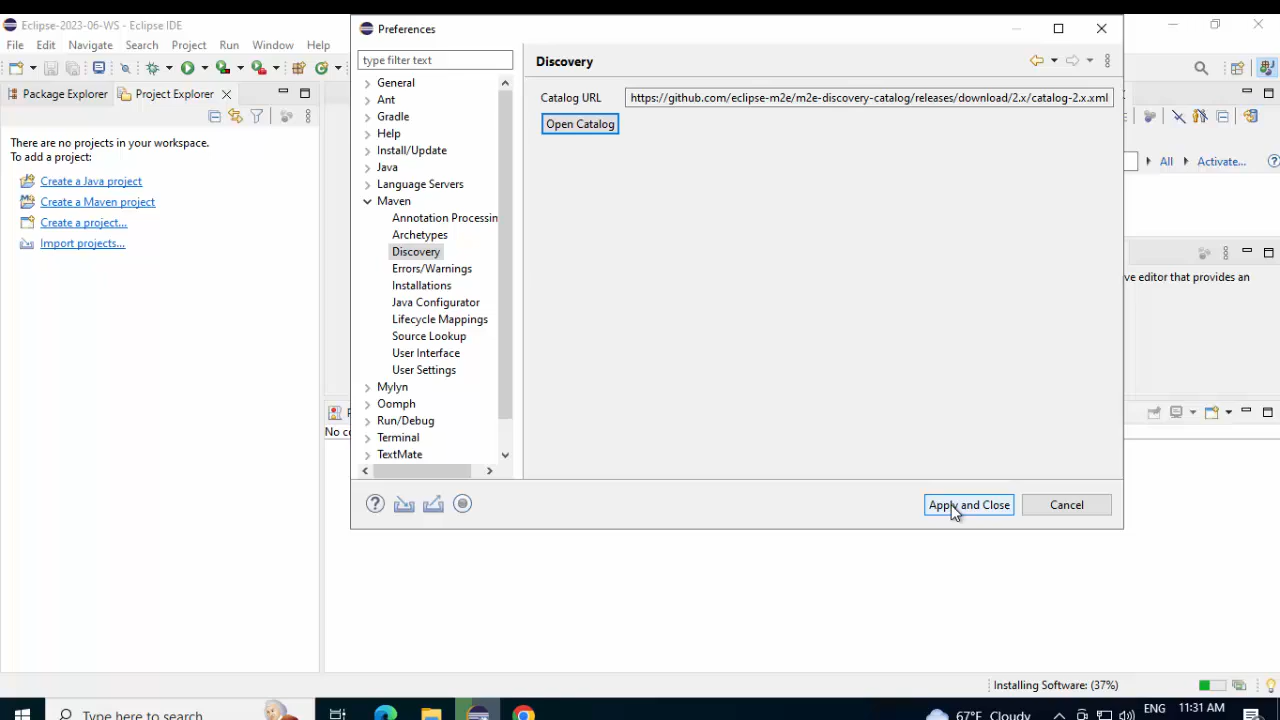 Eclipse-2023-06-WS - Eclipse IDE
File Edit Navigate Search Project Run Window Help
Package Explorer Project Explorer
There are no projects in your workspace.
To add a project:
Create a Java project
Create a Maven project
Create a project...
Import projects...
Preferences
type filter text
General
Ant
Gradle
Help
Install/Update
Java
Language Servers
Maven
Annotation Processin
Archetypes
Discovery
Errors/Warnings
Installations
Java Configurator
Lifecycle Mappings
Source Lookup
User Interface
User Settings
Mylyn
Oomph
Run/Debug
Terminal
TextMate
Discovery
Catalog URL https://github.com/eclipse-m2e/m2e-discovery-catalog/releases/download/2.x/catalog-2.x.xml
Open Catalog
Apply and Close Cancel
All Activate...
ve editor that provides an
No co
Installing Software: (37%)
Type here to search
67°F Cloudy
ENG 11:31 AM